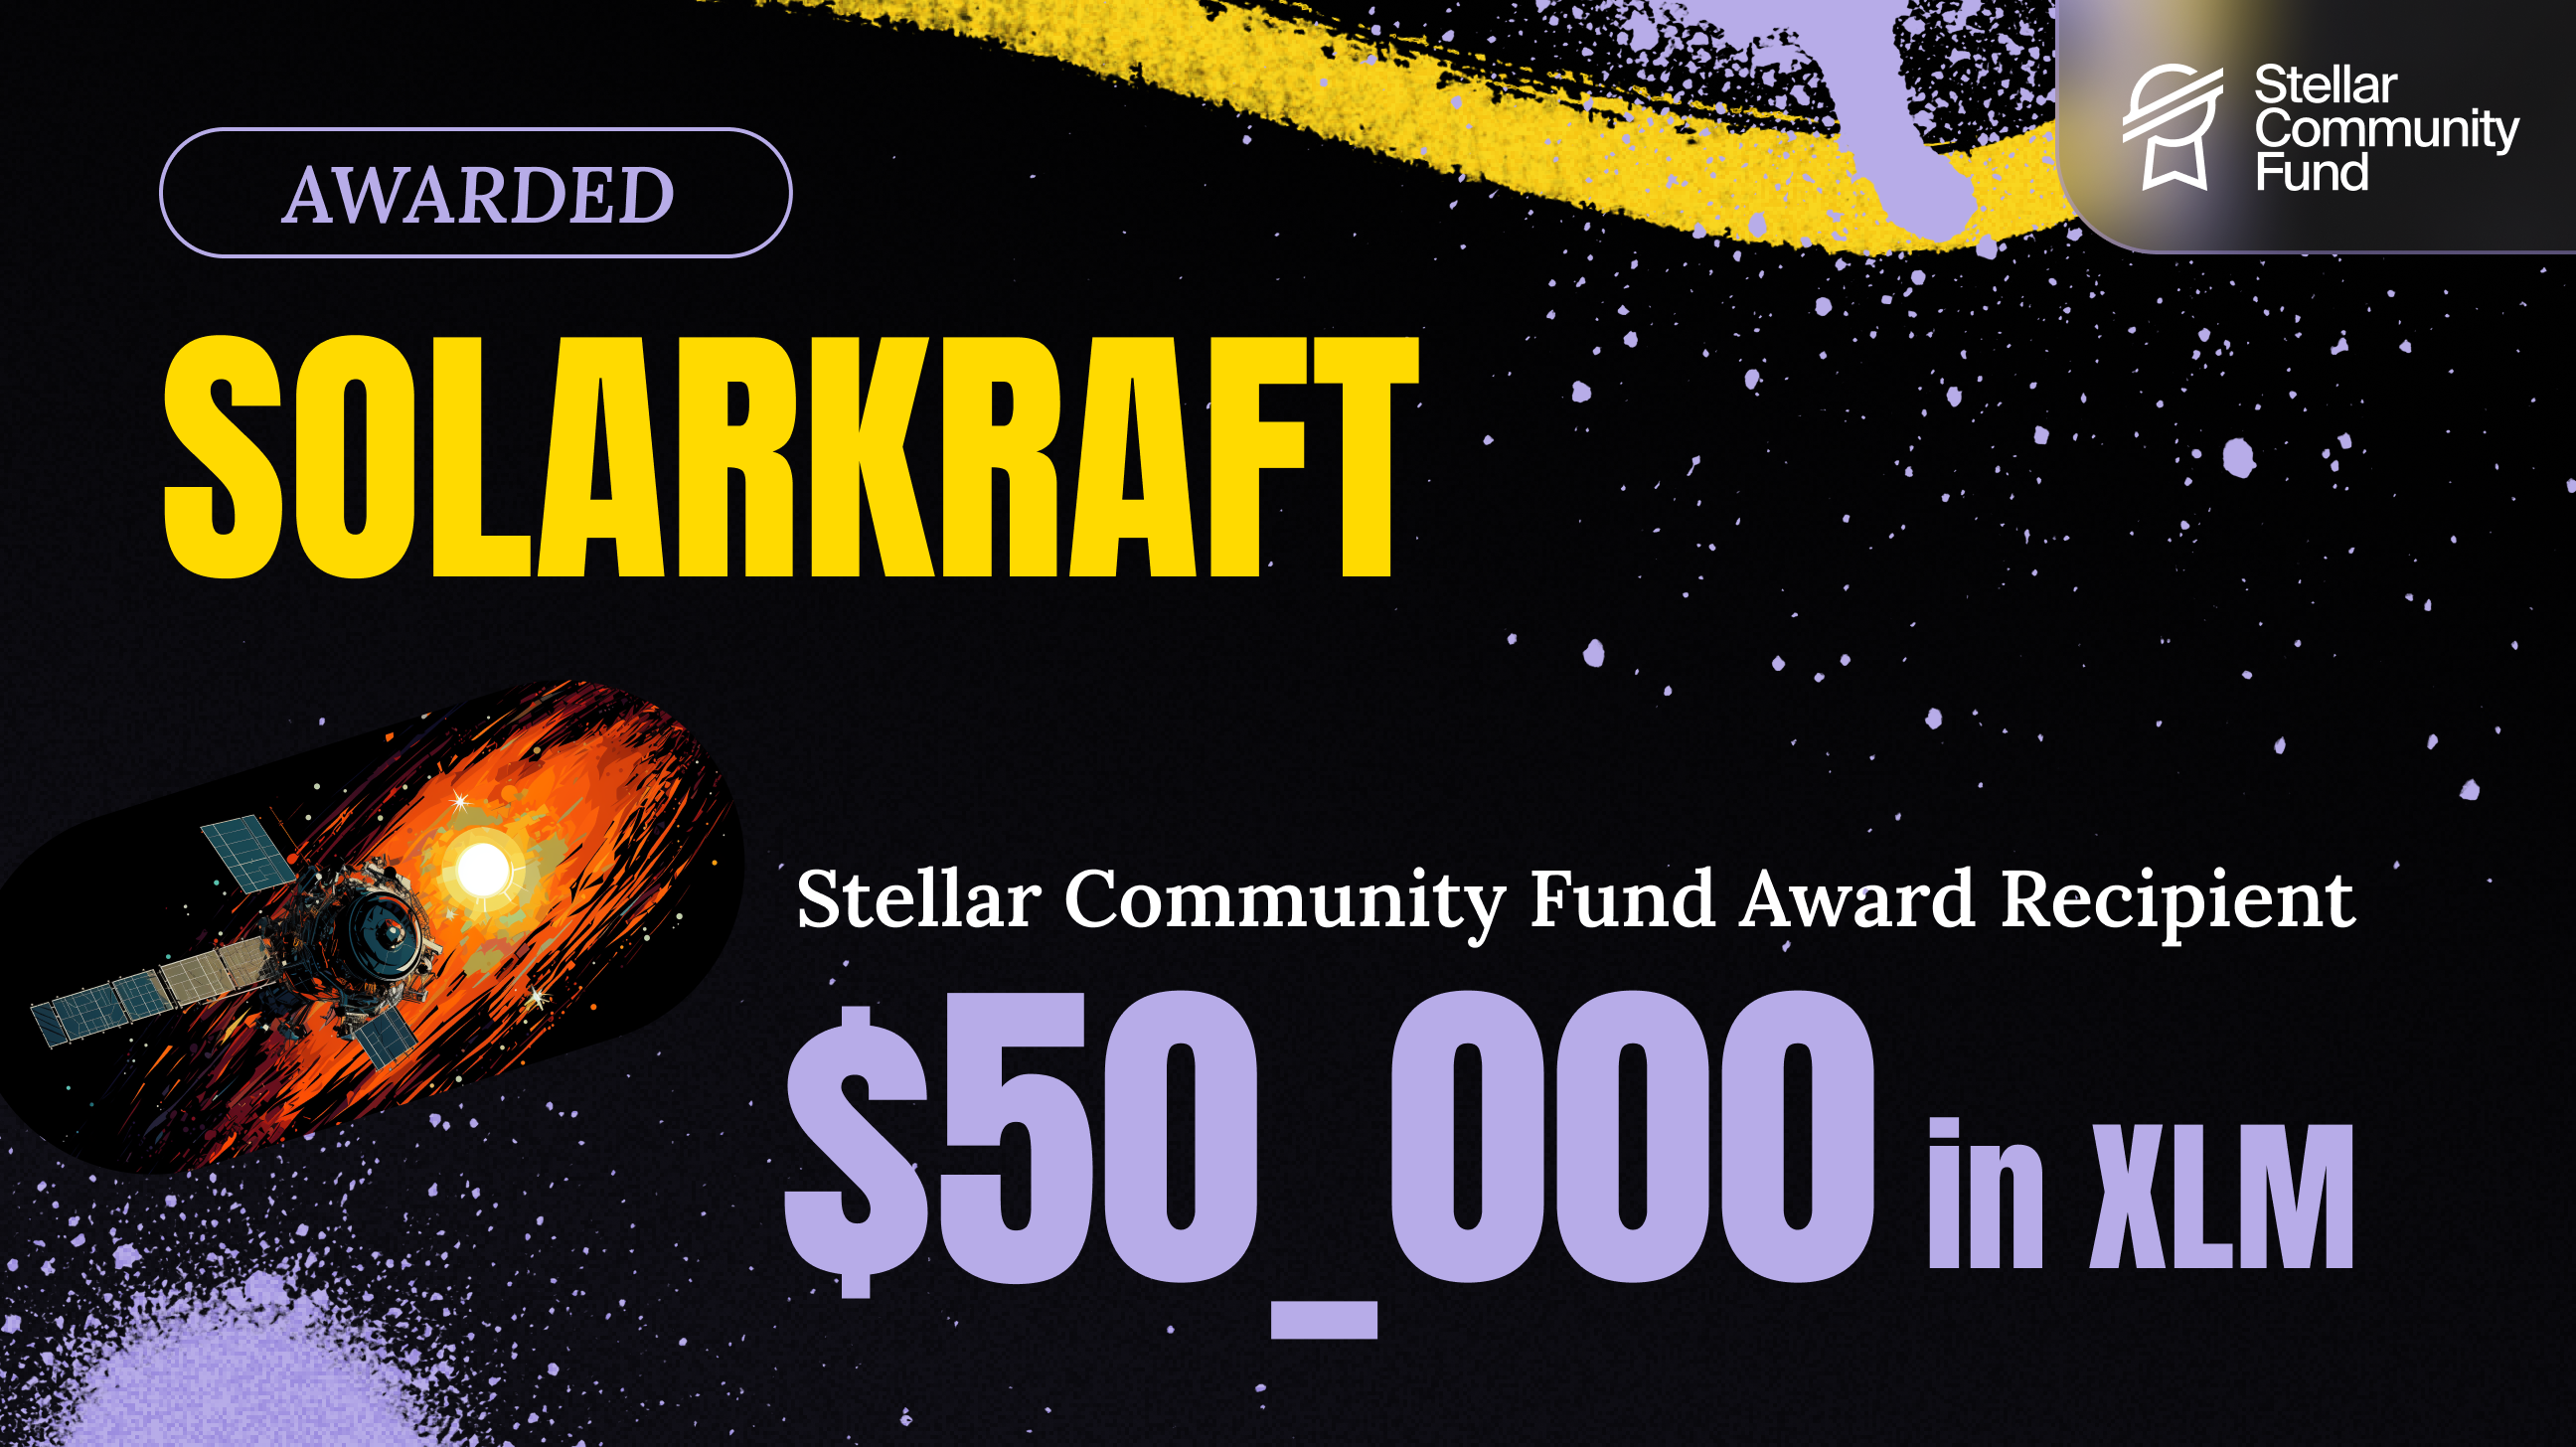 Stellar
Community
Fund
AWARDED
SOLARKRAFT
Stellar Community Fund Award Recipient
$50_000 in XLM